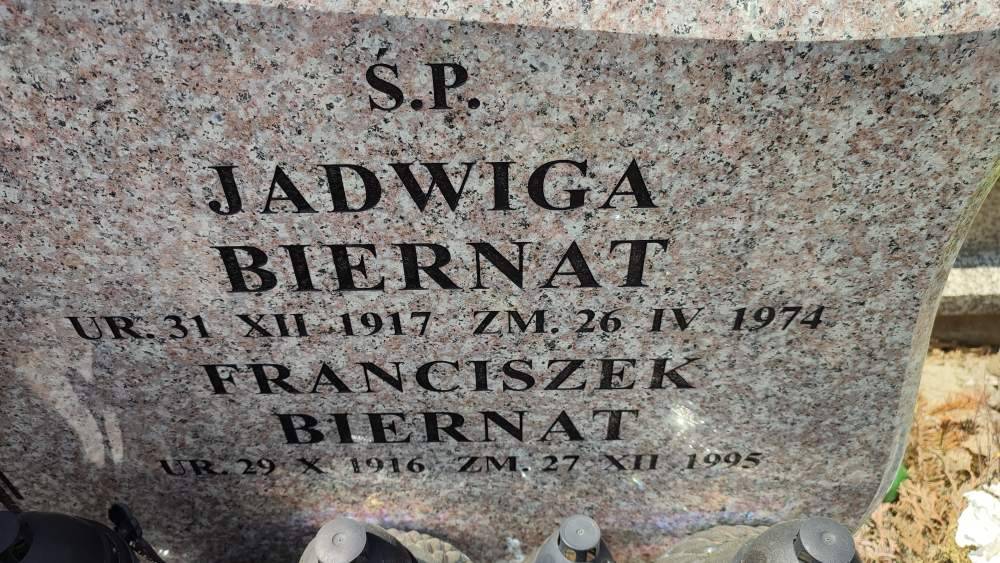 Ś.P.
JADWIGA
BIERNAT
UR. 31 XII 1917 ZM. 26 IV 1974
FRANCISZEK
BIERNAT
UR. 29 X 1916 ZM. 27 XII 1995